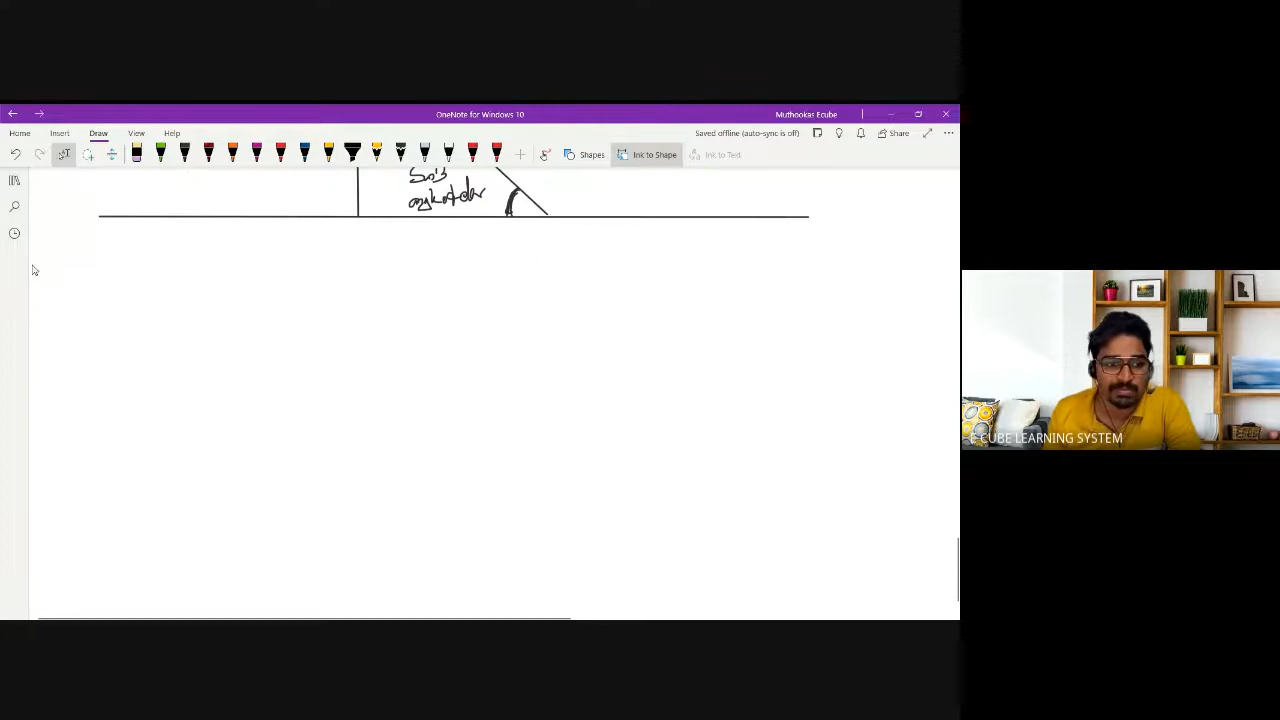 OneNote for Windows 10
Muthookas Ecube
Home Insert Draw View Help
Saved offline (auto-sync is off)
Share
Shapes
Ink to Shape
Ink to Text
E CUBE LEARNING SYSTEM